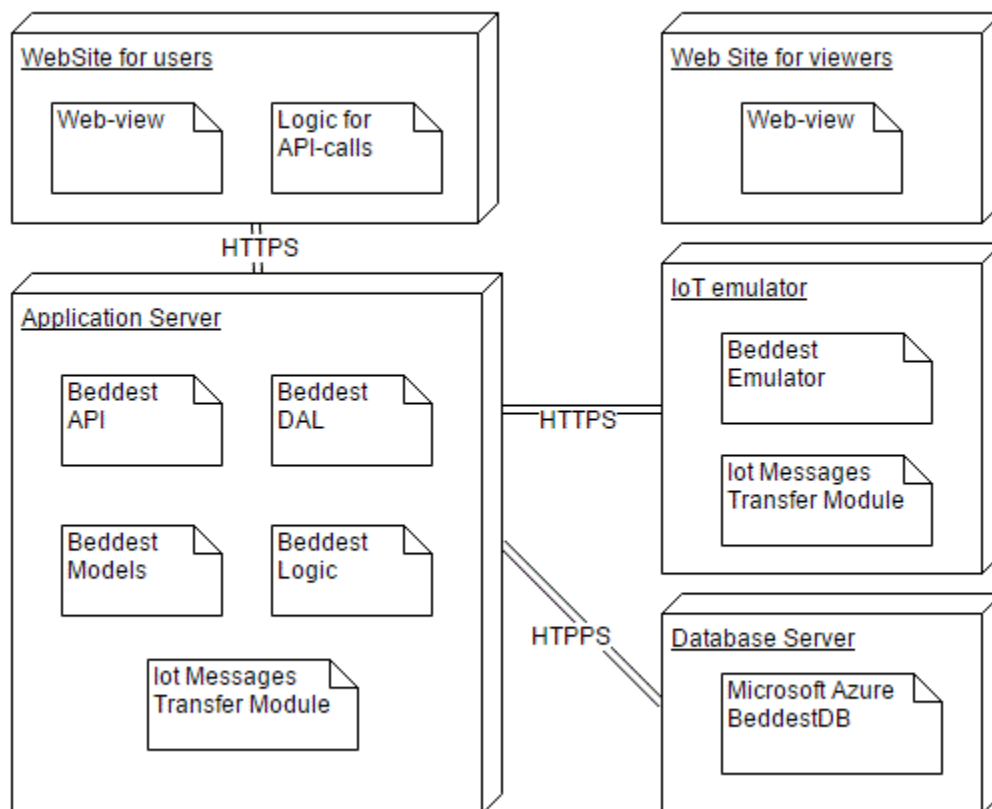 WebSite for users
Web-view
Logic for
API-calls
Web Site for viewers
Web-view
HTTPS
Application Server
Beddest
API
Beddest
DAL
Beddest
Models
Beddest
Logic
Iot Messages
Transfer Module
HTTPS
IoT emulator
Beddest
Emulator
Iot Messages
Transfer Module
HTPPS
Database Server
Microsoft Azure
BeddestDB